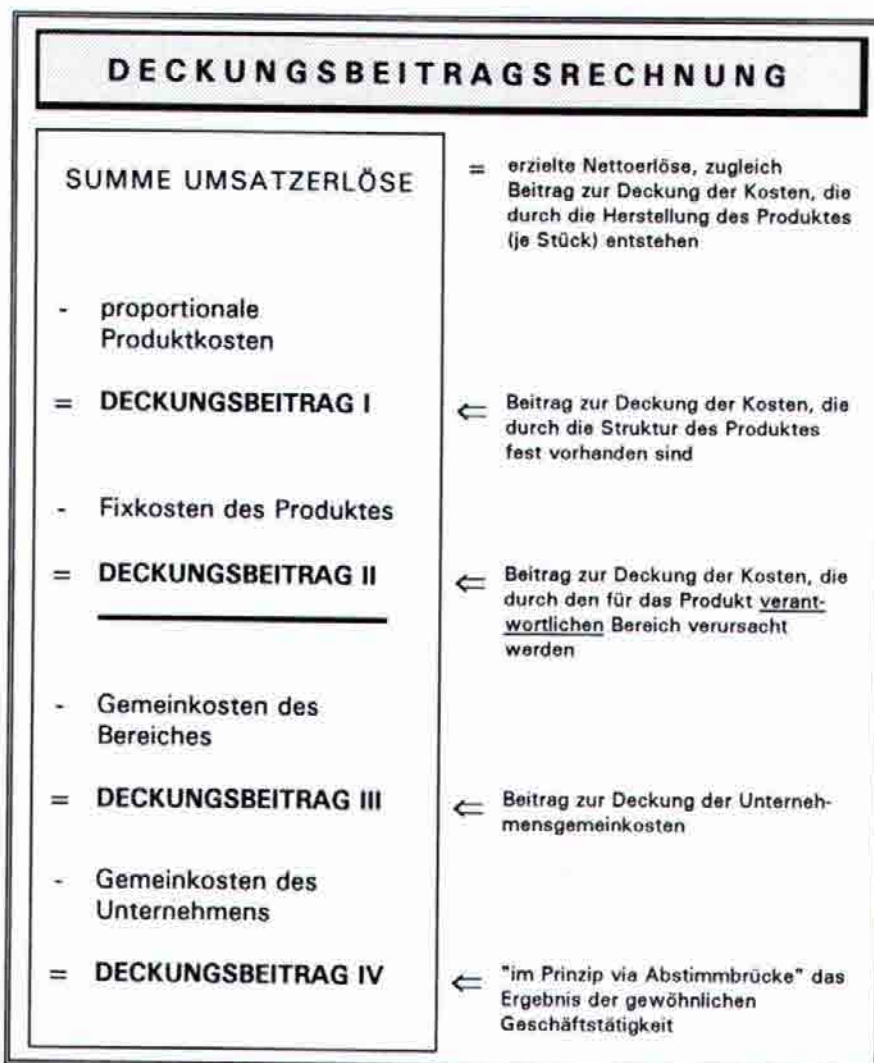 DECKUNGSBEITRAGSRECHNUNG
SUMME UMSATZERLÖSE
= erzielte Nettoerlöse, zugleich
Beitrag zur Deckung der Kosten, die
durch die Herstellung des Produktes
(je Stück) entstehen
- proportionale
Produktkosten
= DECKUNGSBEITRAG I
⇐ Beitrag zur Deckung der Kosten, die
durch die Struktur des Produktes
fest vorhanden sind
- Fixkosten des Produktes
= DECKUNGSBEITRAG II
⇐ Beitrag zur Deckung der Kosten, die
durch den für das Produkt verant-
wortlichen Bereich verursacht
werden
- Gemeinkosten des
Bereiches
= DECKUNGSBEITRAG III
⇐ Beitrag zur Deckung der Unterneh-
mensgemeinkosten
- Gemeinkosten des
Unternehmens
= DECKUNGSBEITRAG IV
⇐ "im Prinzip via Abstimmbrücke" das
Ergebnis der gewöhnlichen
Geschäftstätigkeit